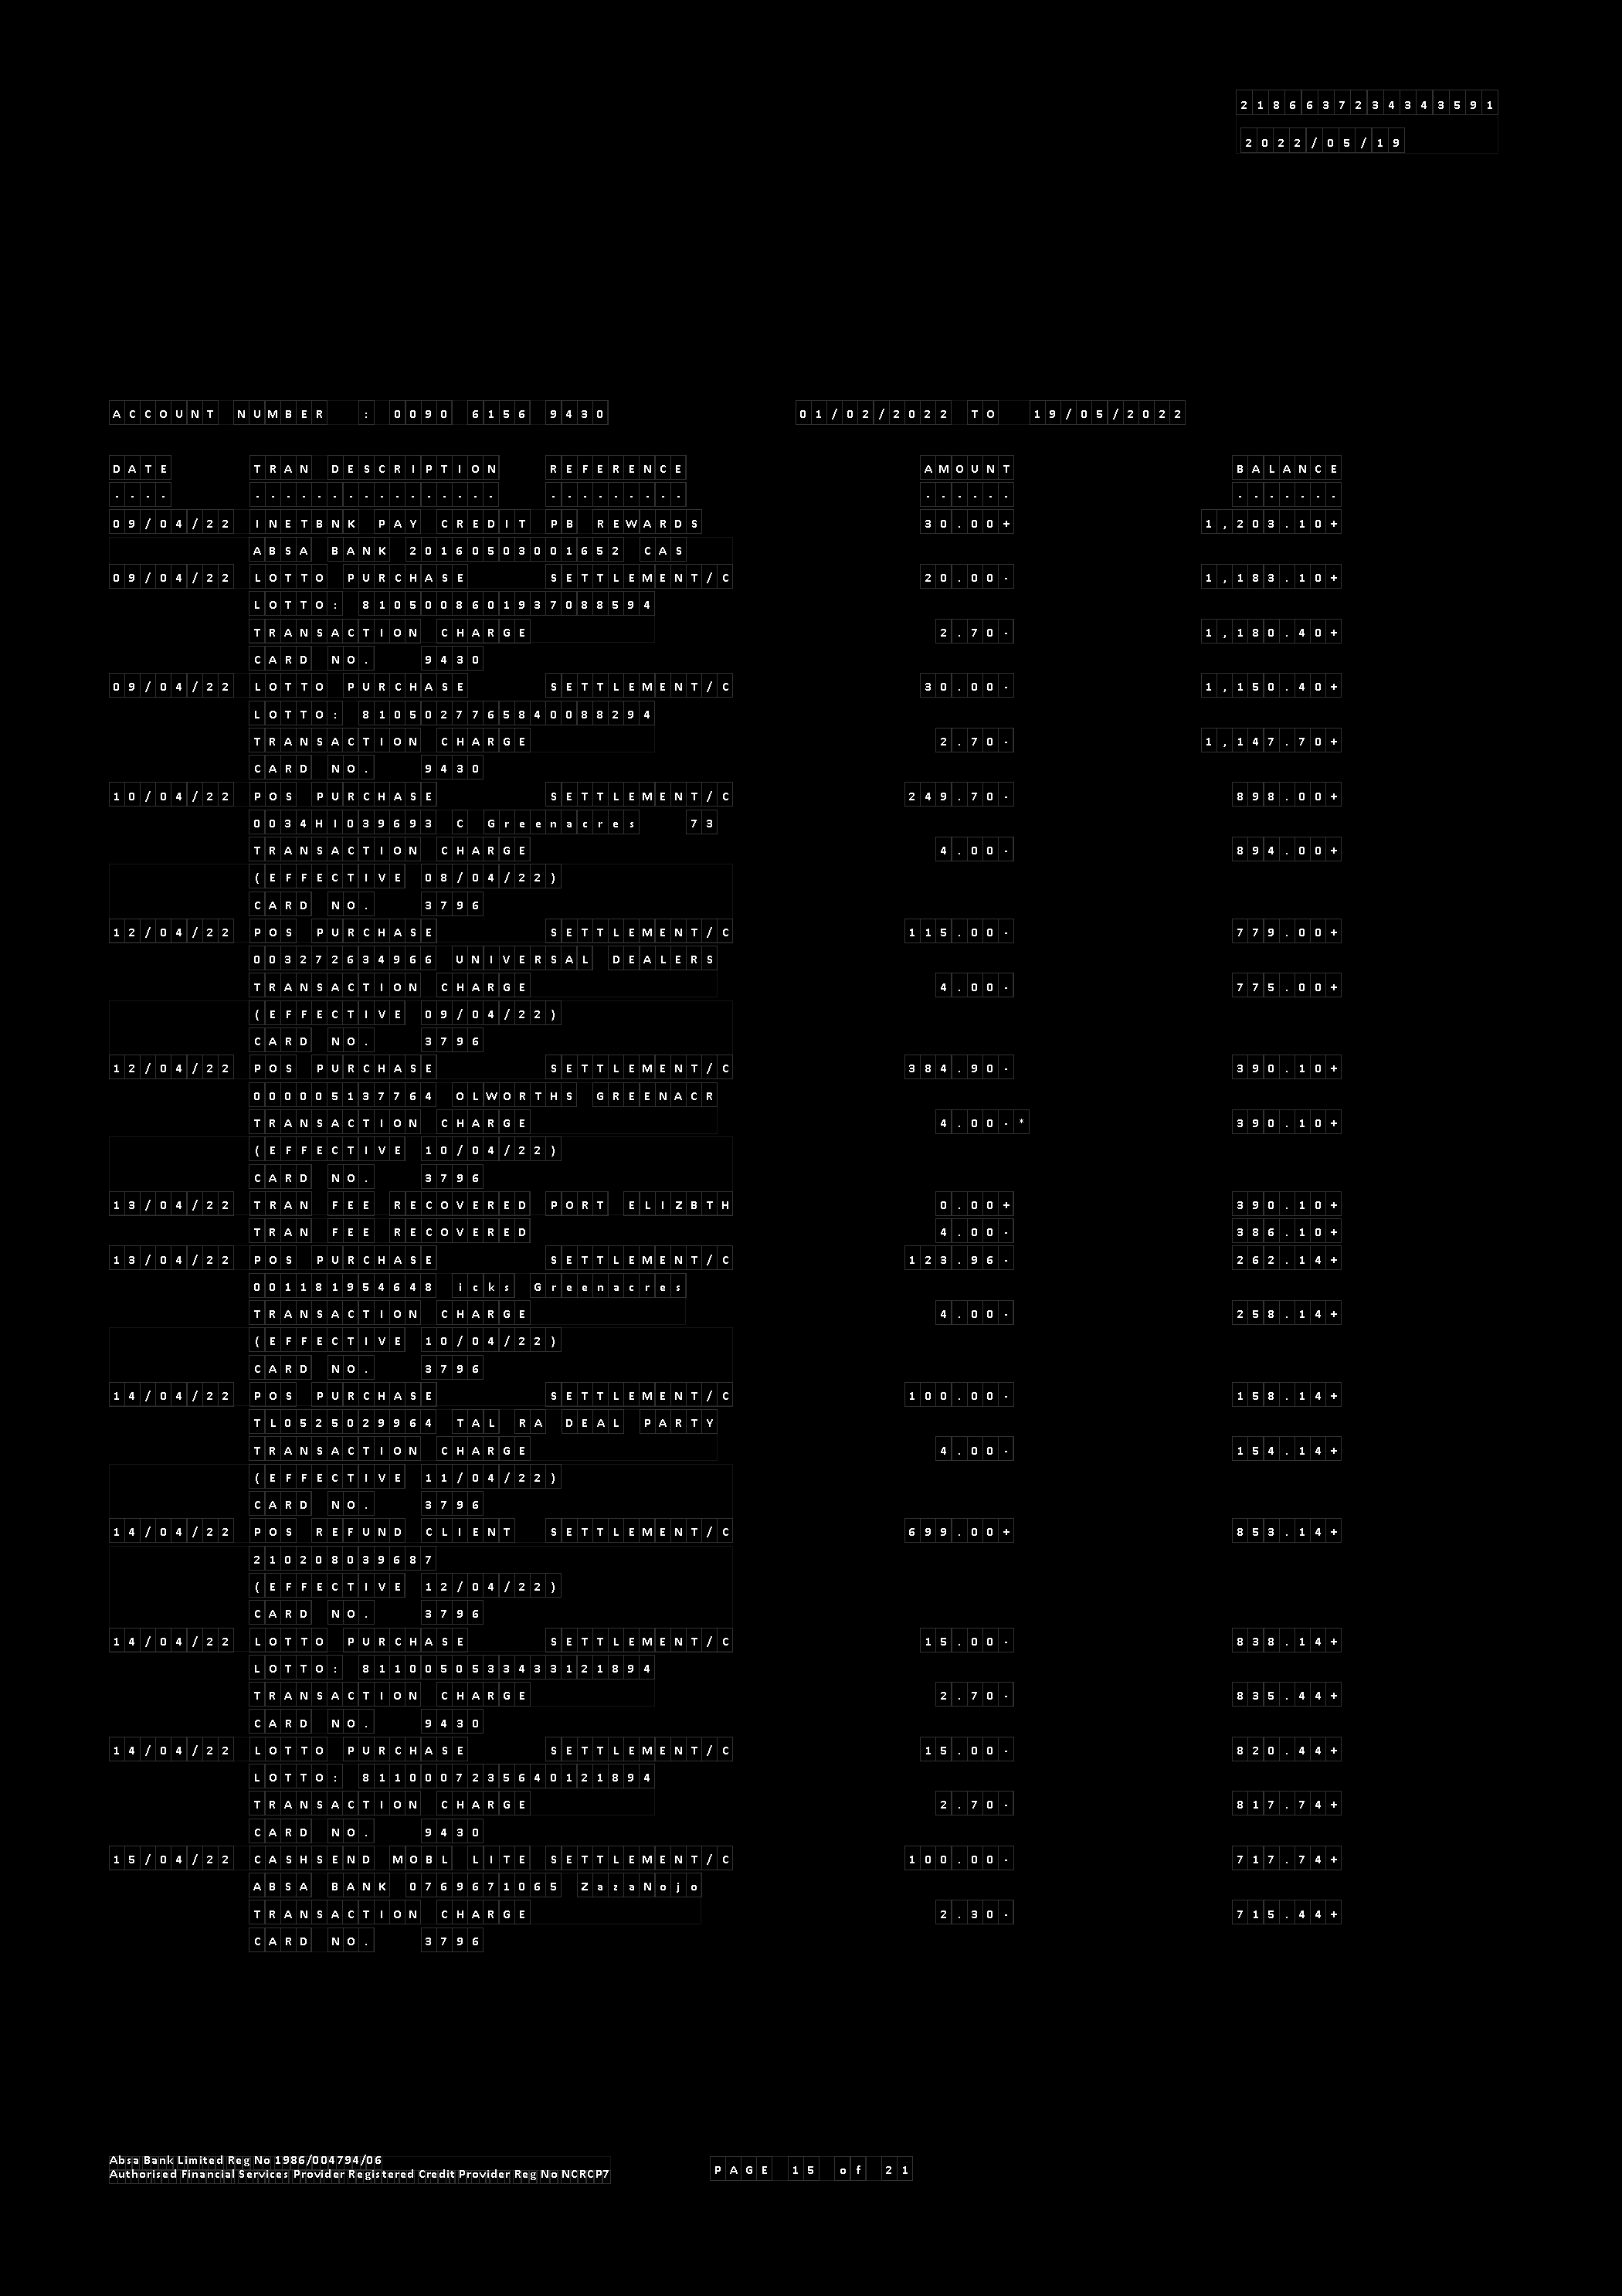 2186637234343591
2022/05/19
ACCOUNT NUMBER : 0090 6156 9430 01/02/2022 TO 19/05/2022
DATE TRAN DESCRIPTION REFERENCE AMOUNT BALANCE
---- ---------------- --------- ------ -------
09/04/22 INETBNK PAY CREDIT PB REWARDS 30.00+ 1,203.10+
ABSA BANK 20160503001652 CAS
09/04/22 LOTTO PURCHASE SETTLEMENT/C 20.00- 1,183.10+
LOTTO: 8105008601937088594
TRANSACTION CHARGE 2.70- 1,180.40+
CARD NO. 9430
09/04/22 LOTTO PURCHASE SETTLEMENT/C 30.00- 1,150.40+
LOTTO: 8105027765840088294
TRANSACTION CHARGE 2.70- 1,147.70+
CARD NO. 9430
10/04/22 POS PURCHASE SETTLEMENT/C 249.70- 898.00+
0034HI039693 C Greenacres 73
TRANSACTION CHARGE 4.00- 894.00+
(EFFECTIVE 08/04/22)
CARD NO. 3796
12/04/22 POS PURCHASE SETTLEMENT/C 115.00- 779.00+
003272634966 UNIVERSAL DEALERS
TRANSACTION CHARGE 4.00- 775.00+
(EFFECTIVE 09/04/22)
CARD NO. 3796
12/04/22 POS PURCHASE SETTLEMENT/C 384.90- 390.10+
000005137764 OLWORTHS GREENACR
TRANSACTION CHARGE 4.00-* 390.10+
(EFFECTIVE 10/04/22)
CARD NO. 3796
13/04/22 TRAN FEE RECOVERED PORT ELIZBTH 0.00+ 390.10+
TRAN FEE RECOVERED 4.00- 386.10+
13/04/22 POS PURCHASE SETTLEMENT/C 123.96- 262.14+
001181954648 icks Greenacres
TRANSACTION CHARGE 4.00- 258.14+
(EFFECTIVE 10/04/22)
CARD NO. 3796
14/04/22 POS PURCHASE SETTLEMENT/C 100.00- 158.14+
TL0525029964 TAL RA DEAL PARTY
TRANSACTION CHARGE 4.00- 154.14+
(EFFECTIVE 11/04/22)
CARD NO. 3796
14/04/22 POS REFUND CLIENT SETTLEMENT/C 699.00+ 853.14+
210208039687
(EFFECTIVE 12/04/22)
CARD NO. 3796
14/04/22 LOTTO PURCHASE SETTLEMENT/C 15.00- 838.14+
LOTTO: 8110050533433121894
TRANSACTION CHARGE 2.70- 835.44+
CARD NO. 9430
14/04/22 LOTTO PURCHASE SETTLEMENT/C 15.00- 820.44+
LOTTO: 8110007235640121894
TRANSACTION CHARGE 2.70- 817.74+
CARD NO. 9430
15/04/22 CASHSEND MOBL LITE SETTLEMENT/C 100.00- 717.74+
ABSA BANK 0769671065 ZazaNojo
TRANSACTION CHARGE 2.30- 715.44+
CARD NO. 3796
Absa Bank Limited Reg No 1986/004794/06
Authorised Financial Services Provider Registered Credit Provider Reg No NCRCP7
PAGE 15 of 21